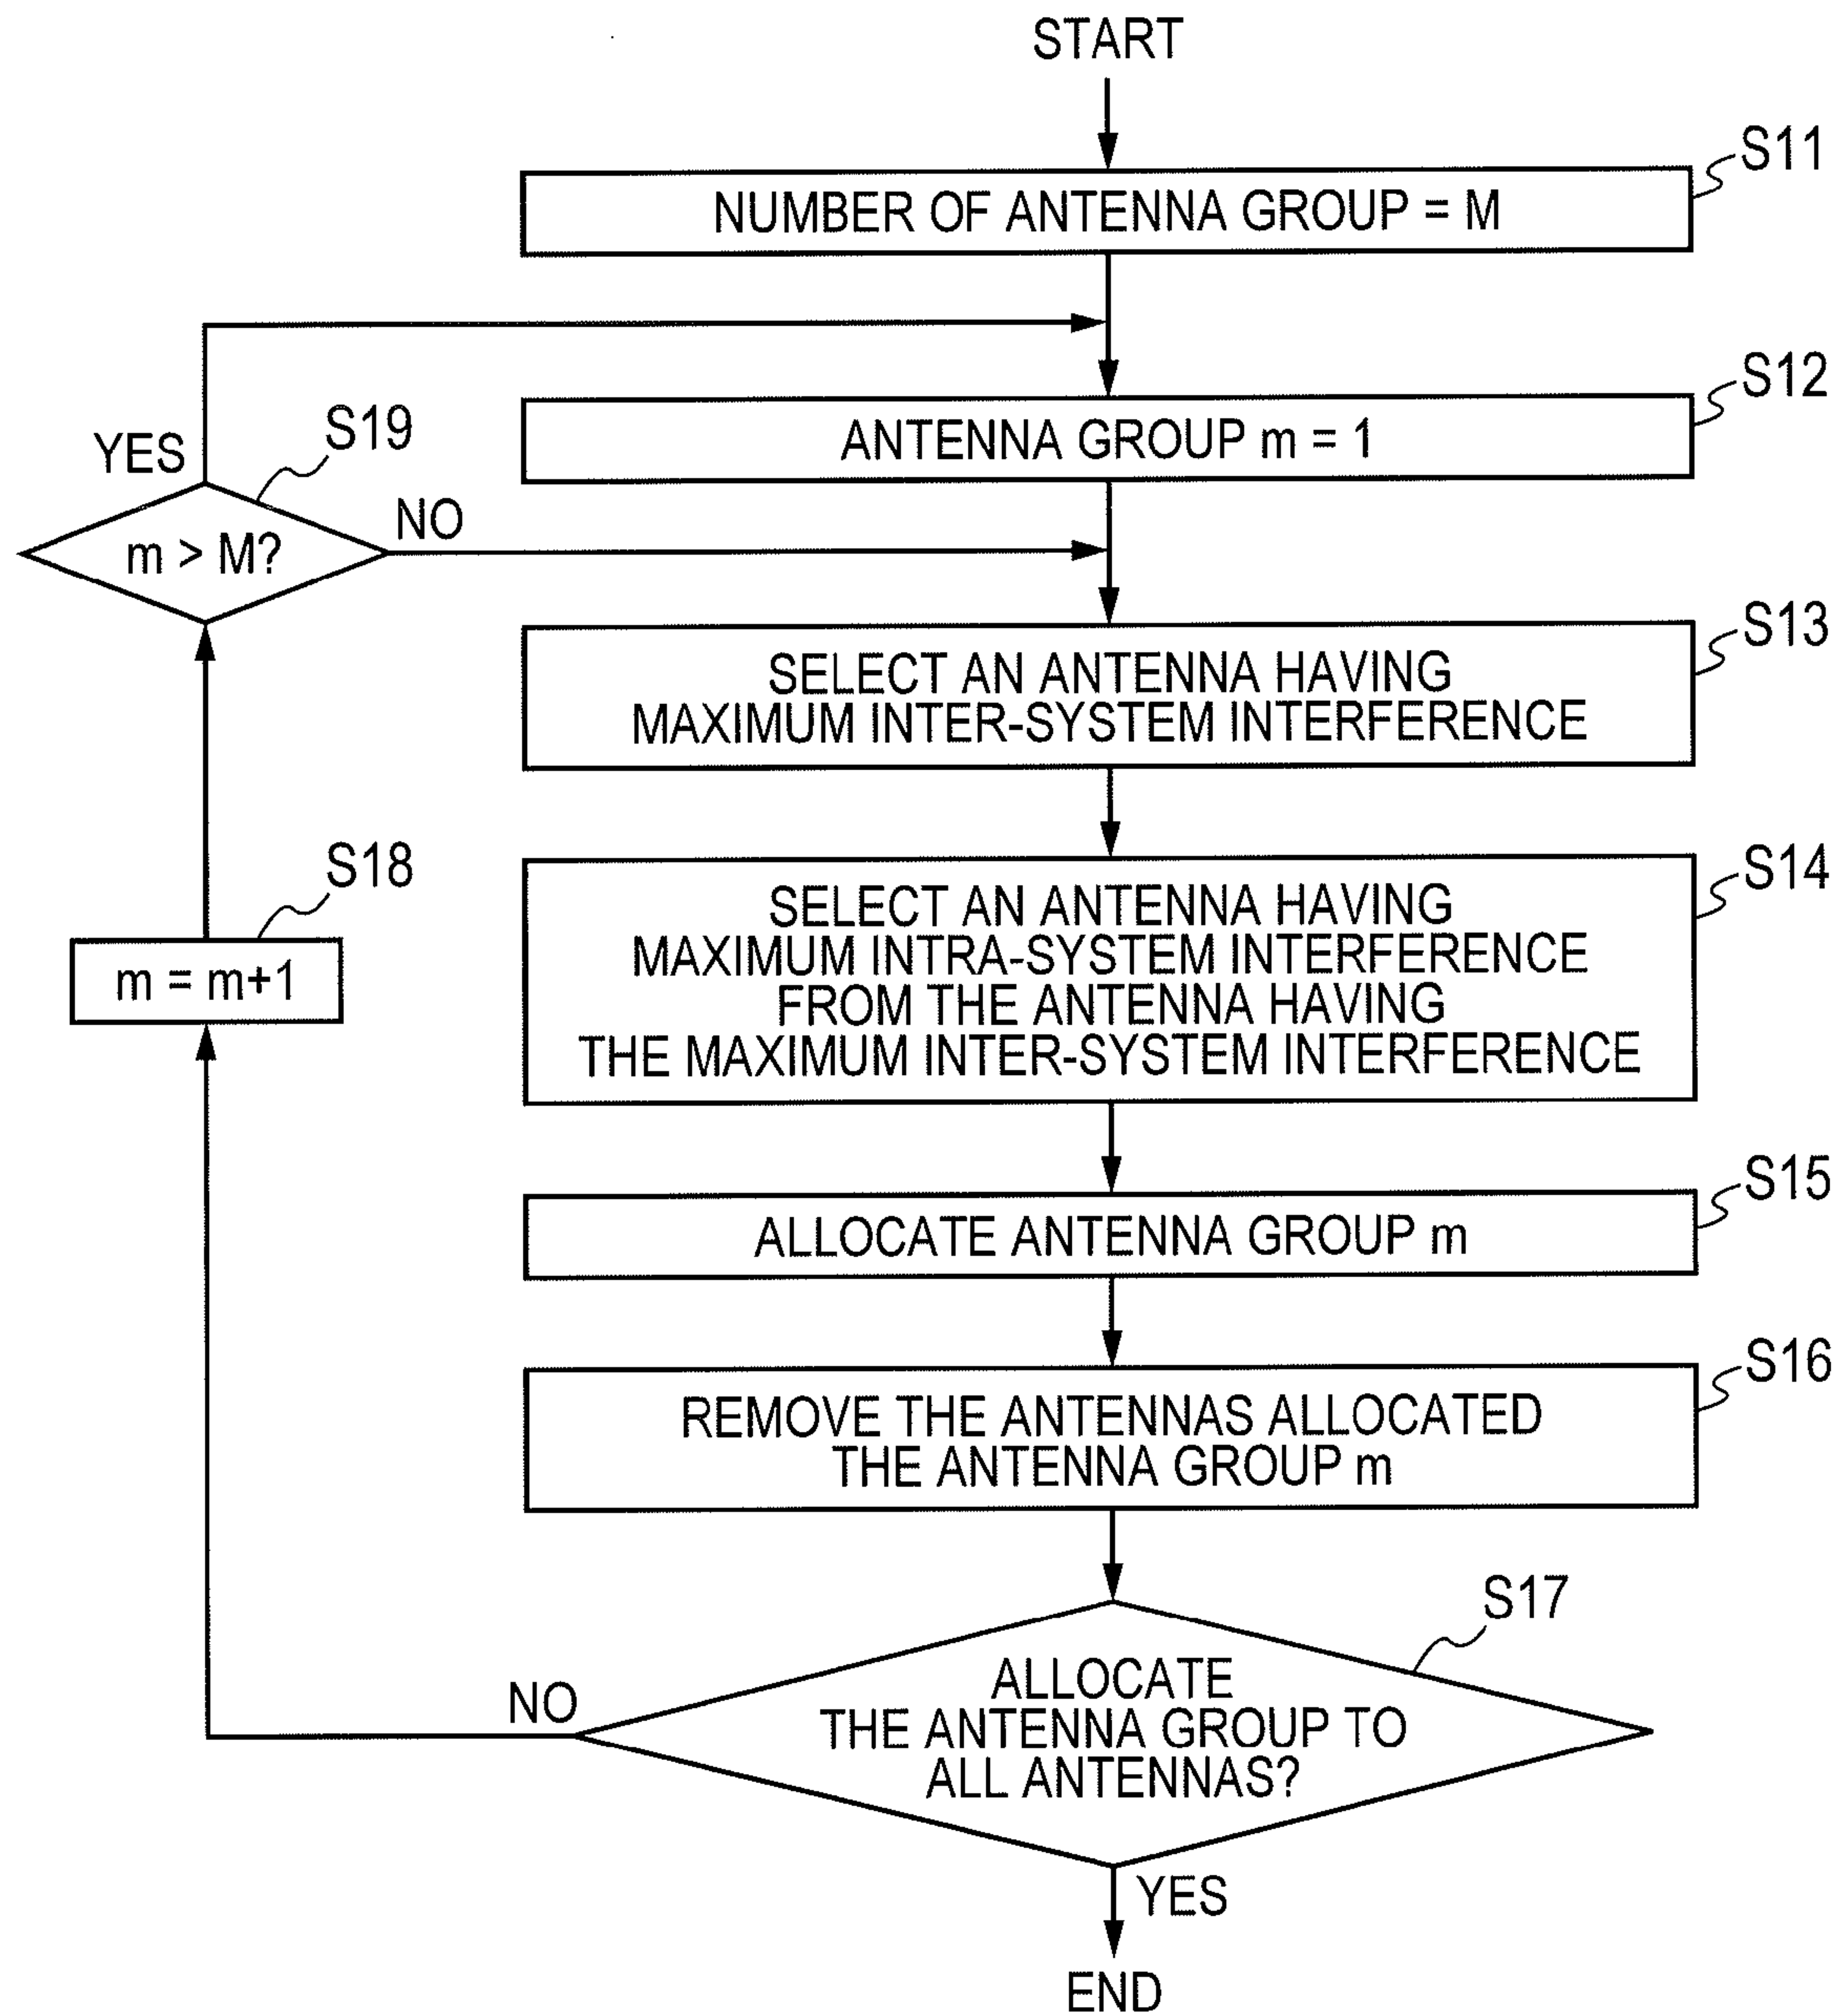 START
S11
NUMBER OF ANTENNA GROUP = M
S12
ANTENNA GROUP m = 1
YES
S19
NO
m > M?
S13
SELECT AN ANTENNA HAVING
MAXIMUM INTER-SYSTEM INTERFERENCE
S14
SELECT AN ANTENNA HAVING
MAXIMUM INTRA-SYSTEM INTERFERENCE
FROM THE ANTENNA HAVING
THE MAXIMUM INTER-SYSTEM INTERFERENCE
S18
m = m+1
S15
ALLOCATE ANTENNA GROUP m
S16
REMOVE THE ANTENNAS ALLOCATED
THE ANTENNA GROUP m
S17
NO
ALLOCATE
THE ANTENNA GROUP TO
ALL ANTENNAS?
YES
END